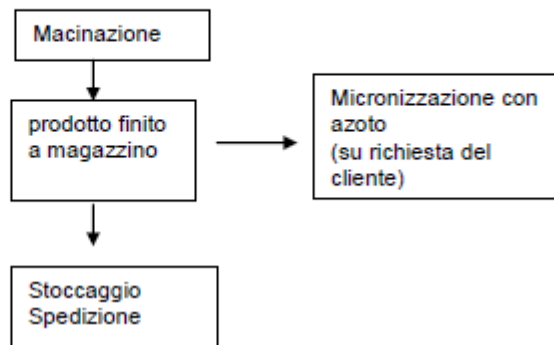 Macinazione
prodotto finito
a magazzino
Micronizzazione con
azoto
(su richiesta del
cliente)
Stoccaggio
Spedizione